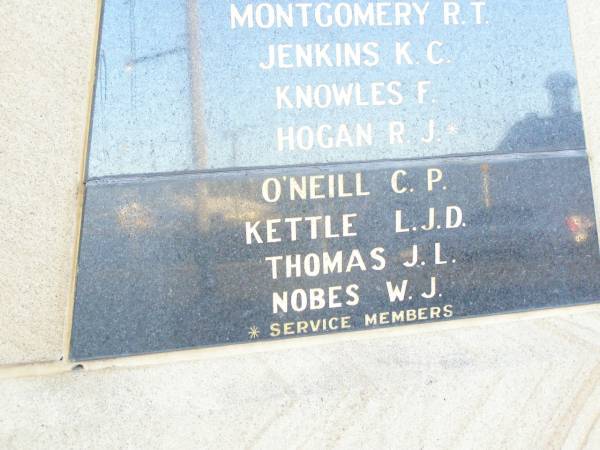 MONTGOMERY R.T.
JENKINS K.C.
KNOWLES F.
HOGAN R.J.*
O'NEILL C.P.
KETTLE L.J.D.
THOMAS J.L.
NOBES W.J.
* SERVICE MEMBERS